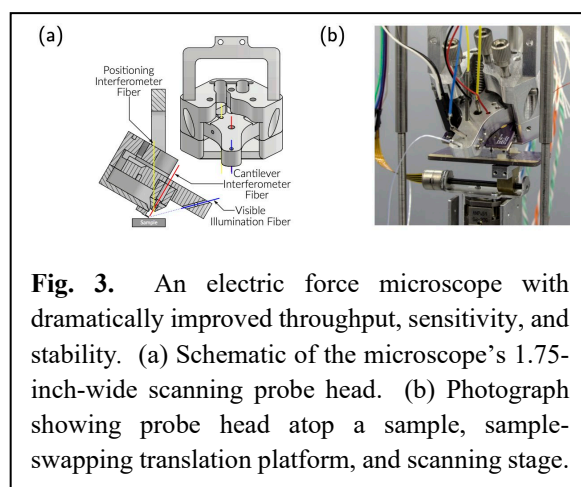 (a)
(b)
Positioning
Interferometer
Fiber
Cantilever
Interferometer
Fiber
Visible
Illumination Fiber
Sample
Fig. 3. An electric force microscope with
dramatically improved throughput, sensitivity, and
stability. (a) Schematic of the microscope’s 1.75-
inch-wide scanning probe head. (b) Photograph
showing probe head atop a sample, sample-
swapping translation platform, and scanning stage.